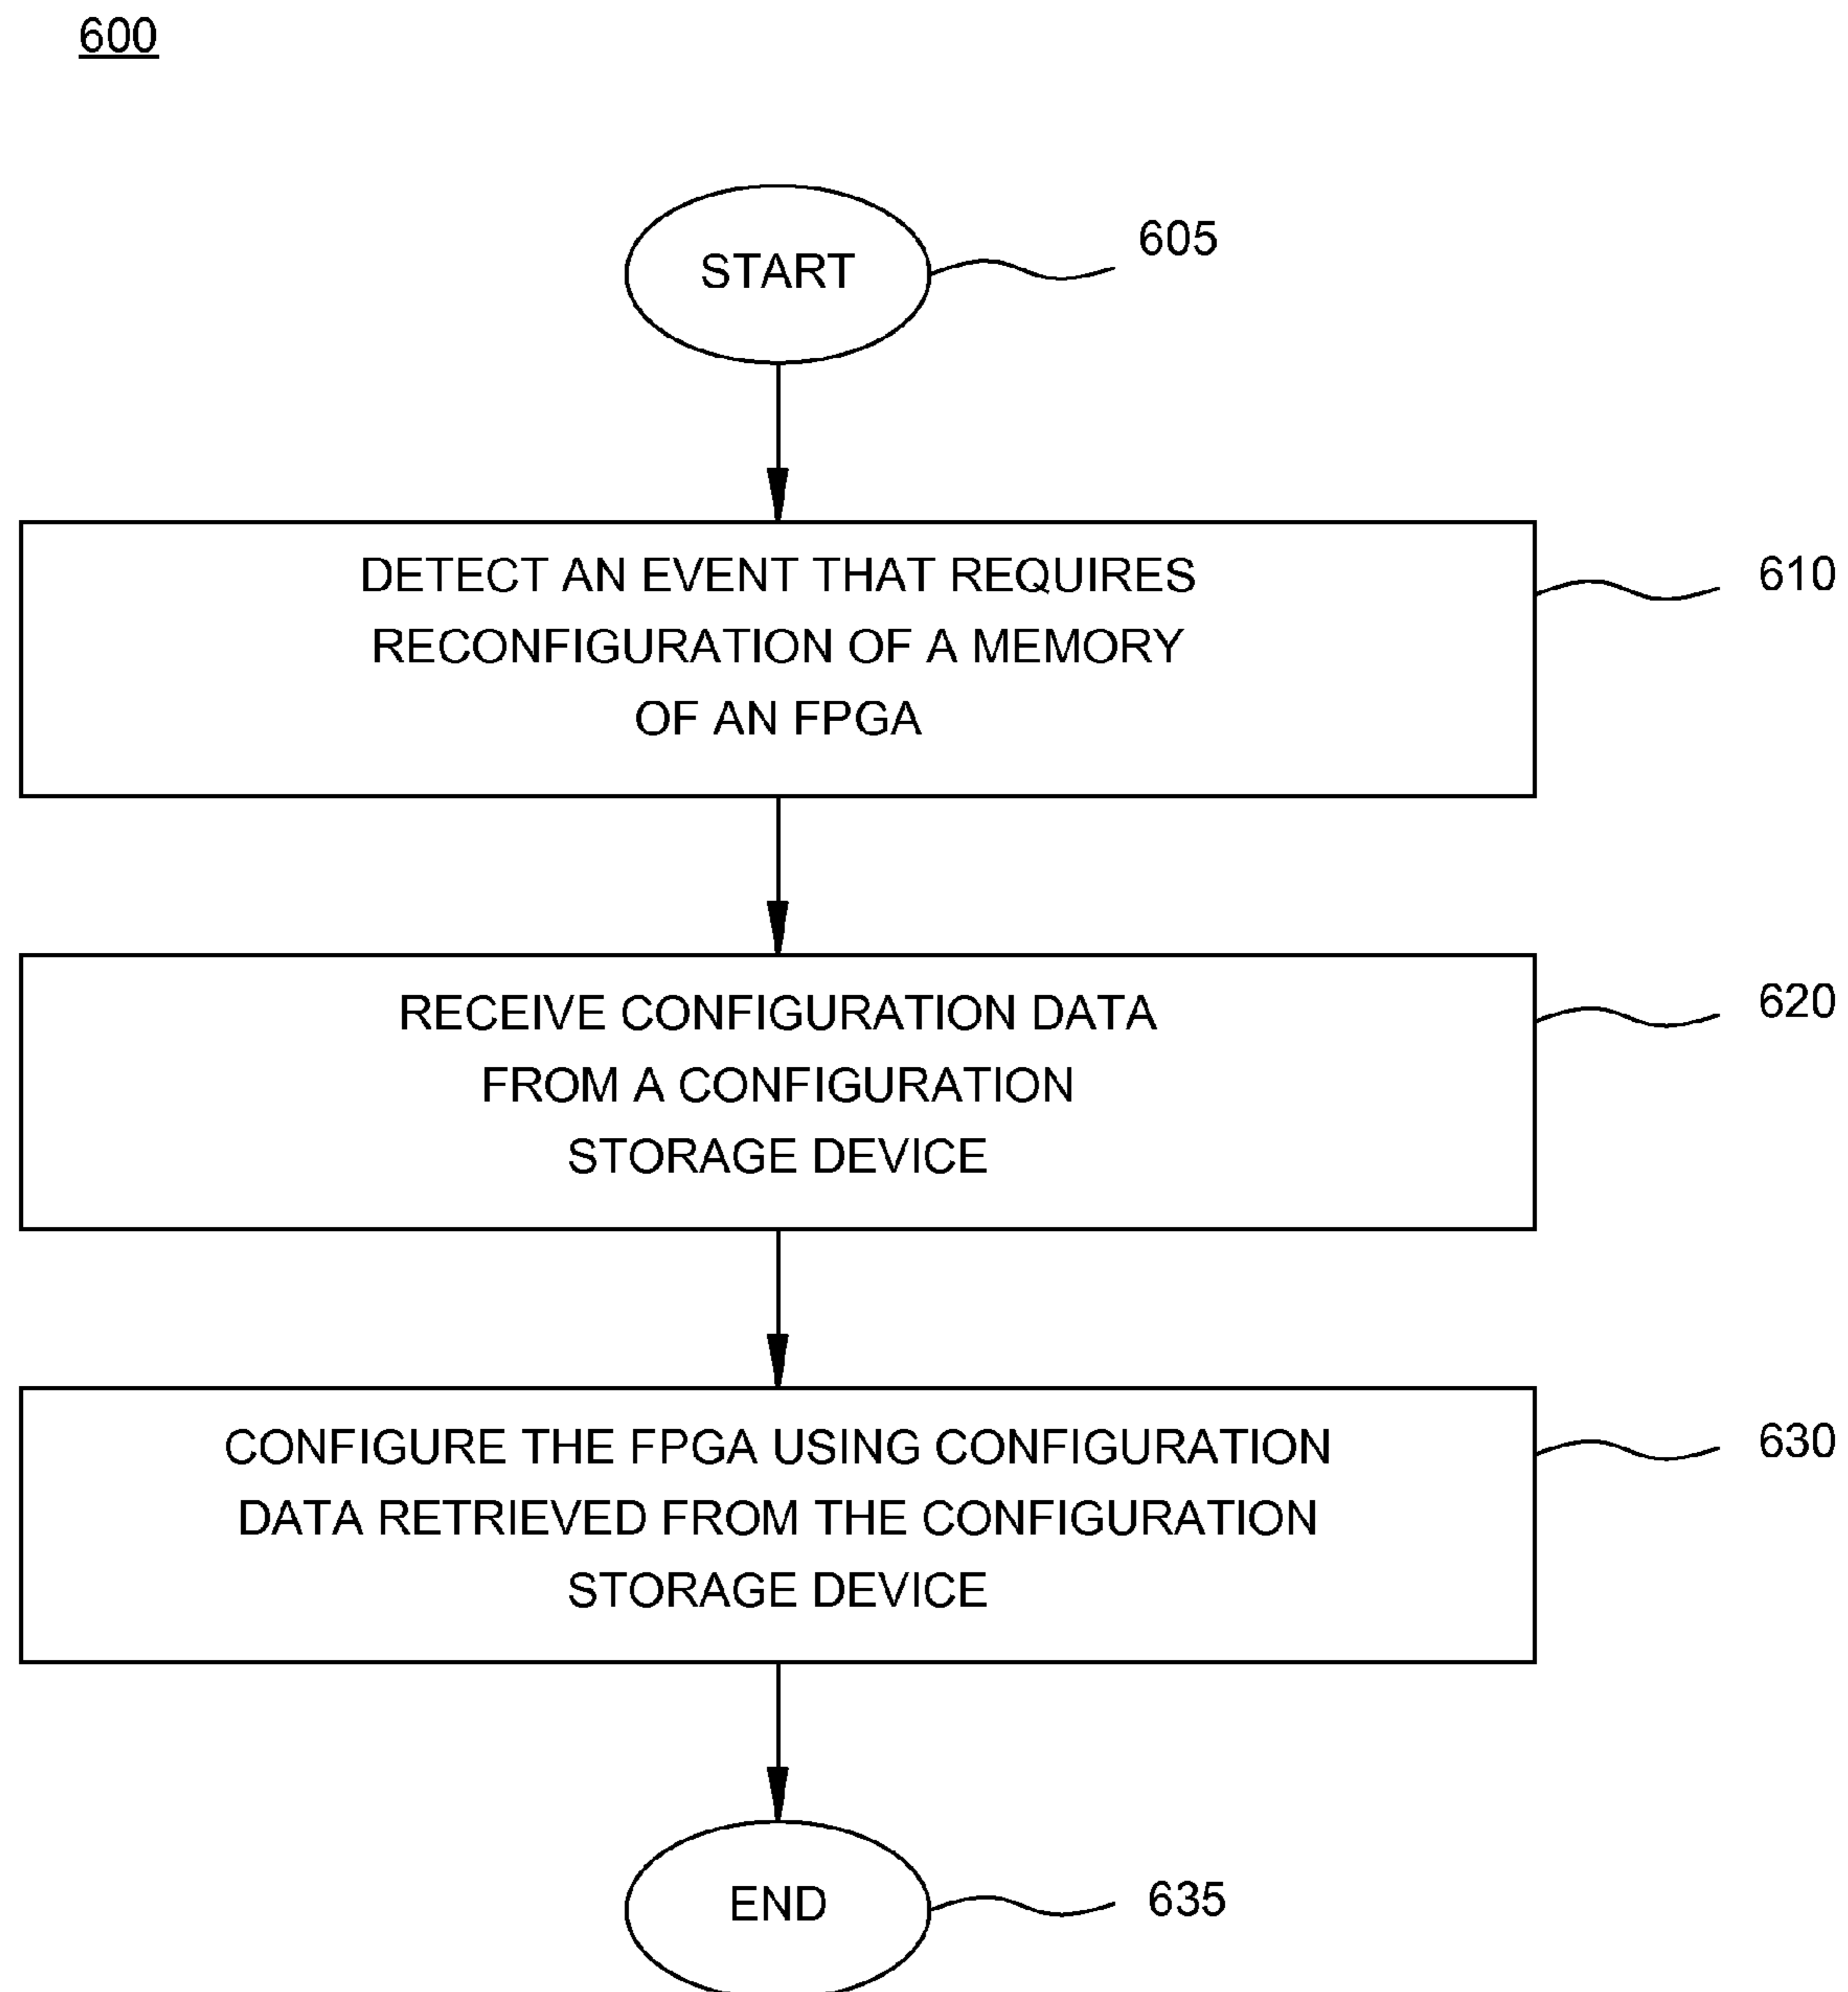 600
START
605
DETECT AN EVENT THAT REQUIRES
RECONFIGURATION OF A MEMORY
OF AN FPGA
610
RECEIVE CONFIGURATION DATA
FROM A CONFIGURATION
STORAGE DEVICE
620
CONFIGURE THE FPGA USING CONFIGURATION
DATA RETRIEVED FROM THE CONFIGURATION
STORAGE DEVICE
630
END
635